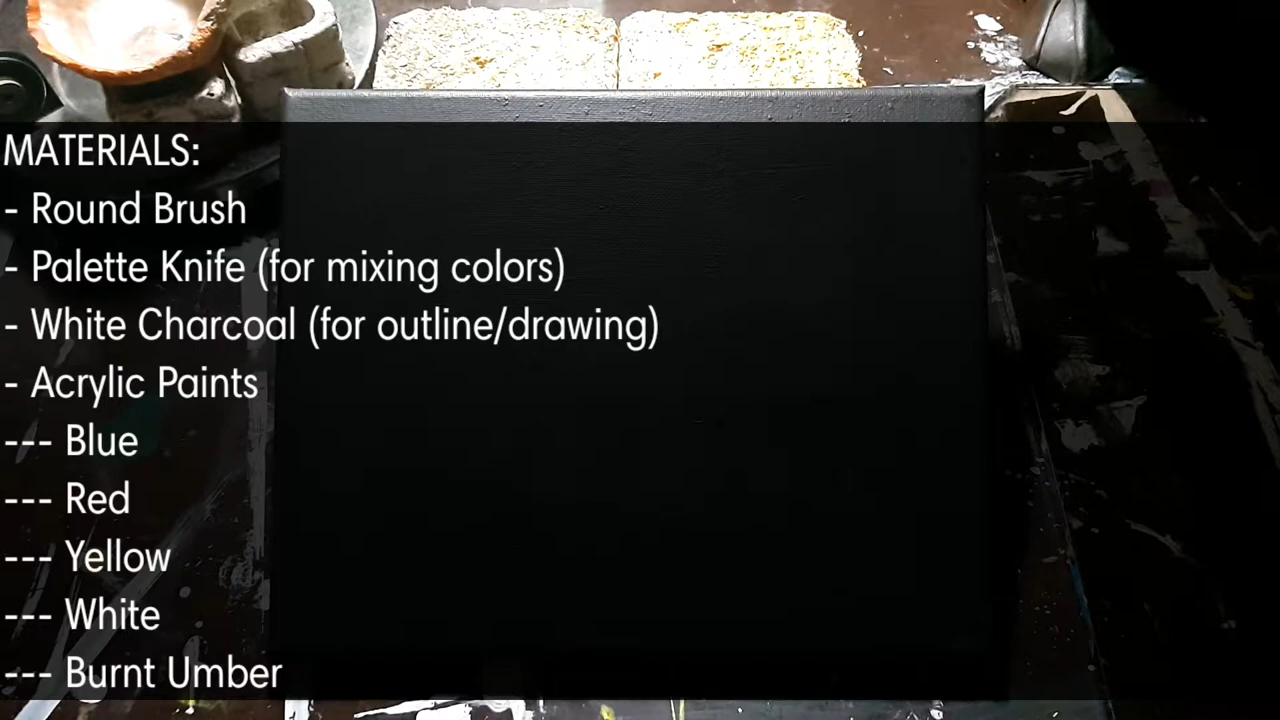 MATERIALS:
- Round Brush
- Palette Knife (for mixing colors)
- White Charcoal (for outline/drawing)
- Acrylic Paints
--- Blue
--- Red
--- Yellow
--- White
--- Burnt Umber